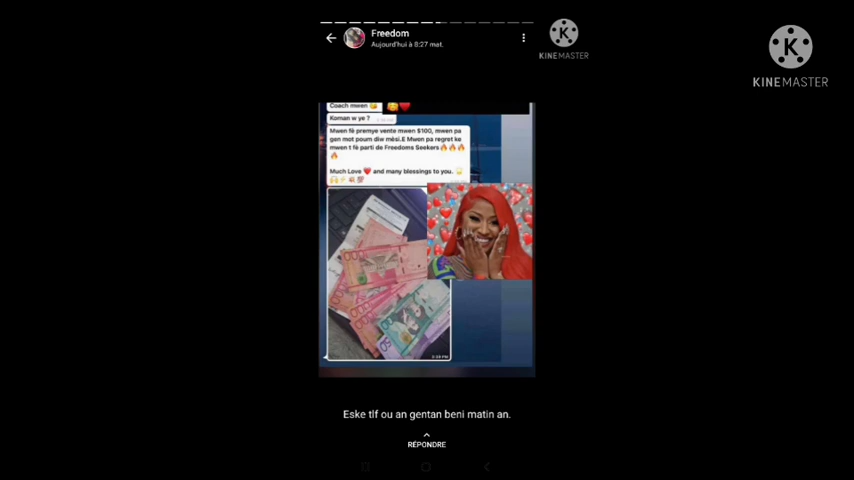 Freedom
Aujourd'hui à 8:27 mat.
KINEMASTER
KINEMASTER
Coach mwen
Koman w ye ?
Mwen fè premye vente mwen $100, mwen pa
gen mot poum diw mèsi.E Mwen pa regret ke
mwen t fè parti de Freedoms Seekers🔥🔥🔥🔥
🔥
Much Love ❤️ and many blessings to you.
Eske tlf ou an gentan beni matin an.
RÉPONDRE